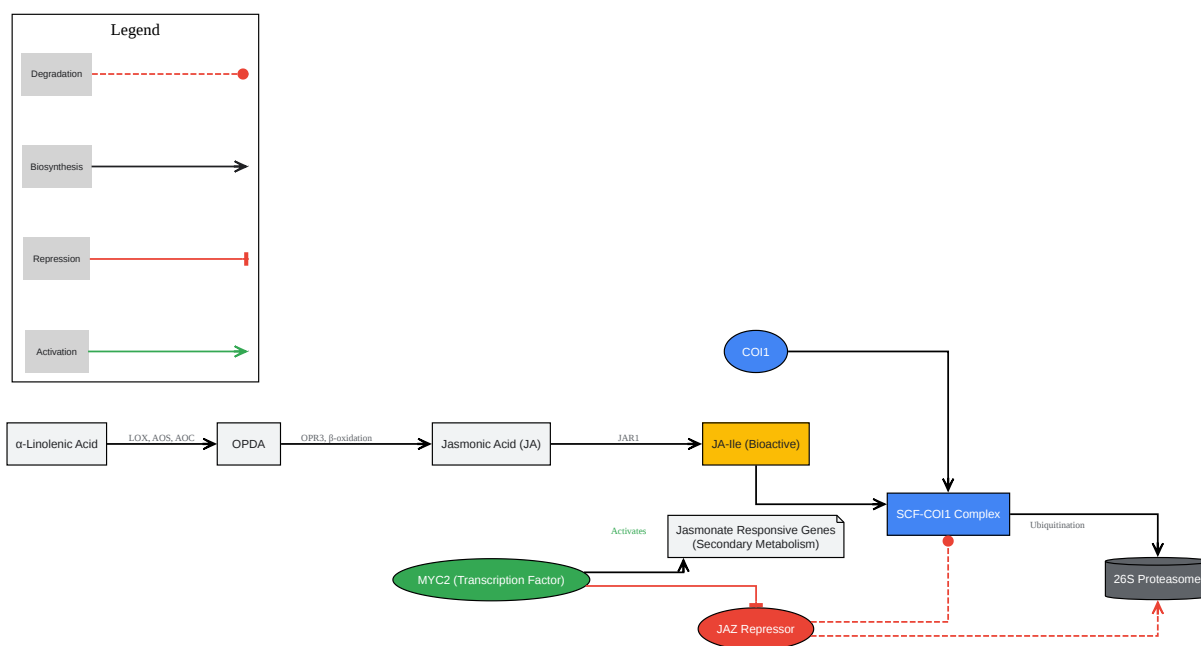 Legend
Degradation
Biosynthesis
Repression
Activation
COI1
α-Linolenic Acid
LOX, AOS, AOC
OPDA
OPR3, β-oxidation
Jasmonic Acid (JA)
JAR1
JA-Ile (Bioactive)
SCF-COI1 Complex
Ubiquitination
Activates
Jasmonate Responsive Genes
(Secondary Metabolism)
MYC2 (Transcription Factor)
26S Proteasome
JAZ Repressor